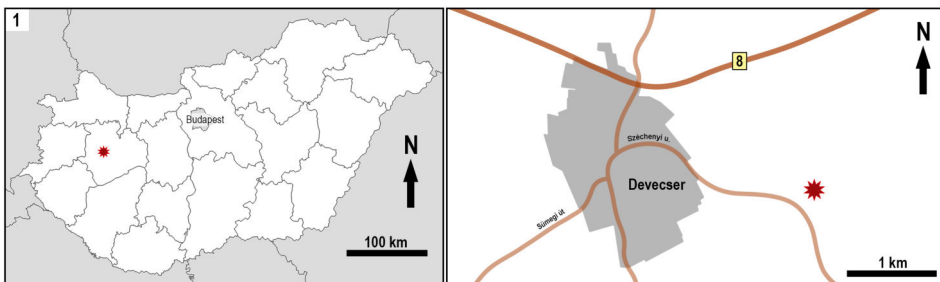 1
Budapest
N
100 km
N
8
Széchenyi u.
Devecser
Sümegi út
1 km